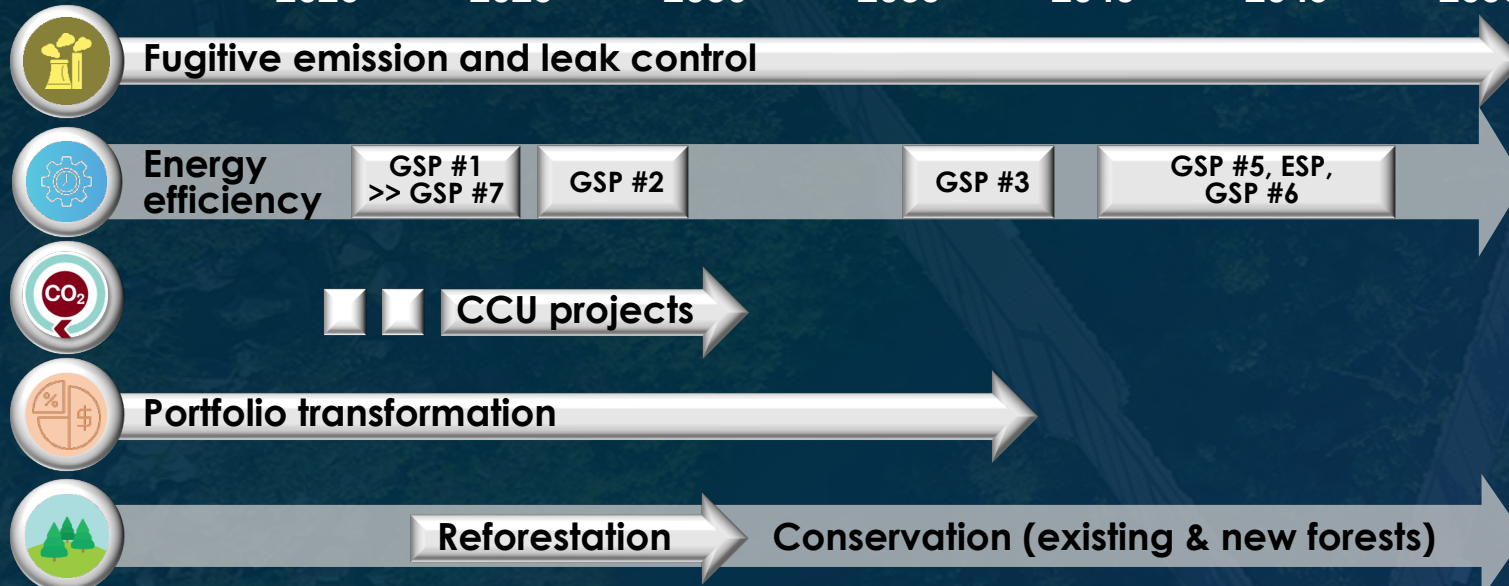 Fugitive emission and leak control
Energy
efficiency
GSP #1
>> GSP #7
GSP #2
GSP #3
GSP #5, ESP,
GSP #6
CO₂
CCU projects
% $
Portfolio transformation
Reforestation
Conservation (existing & new forests)